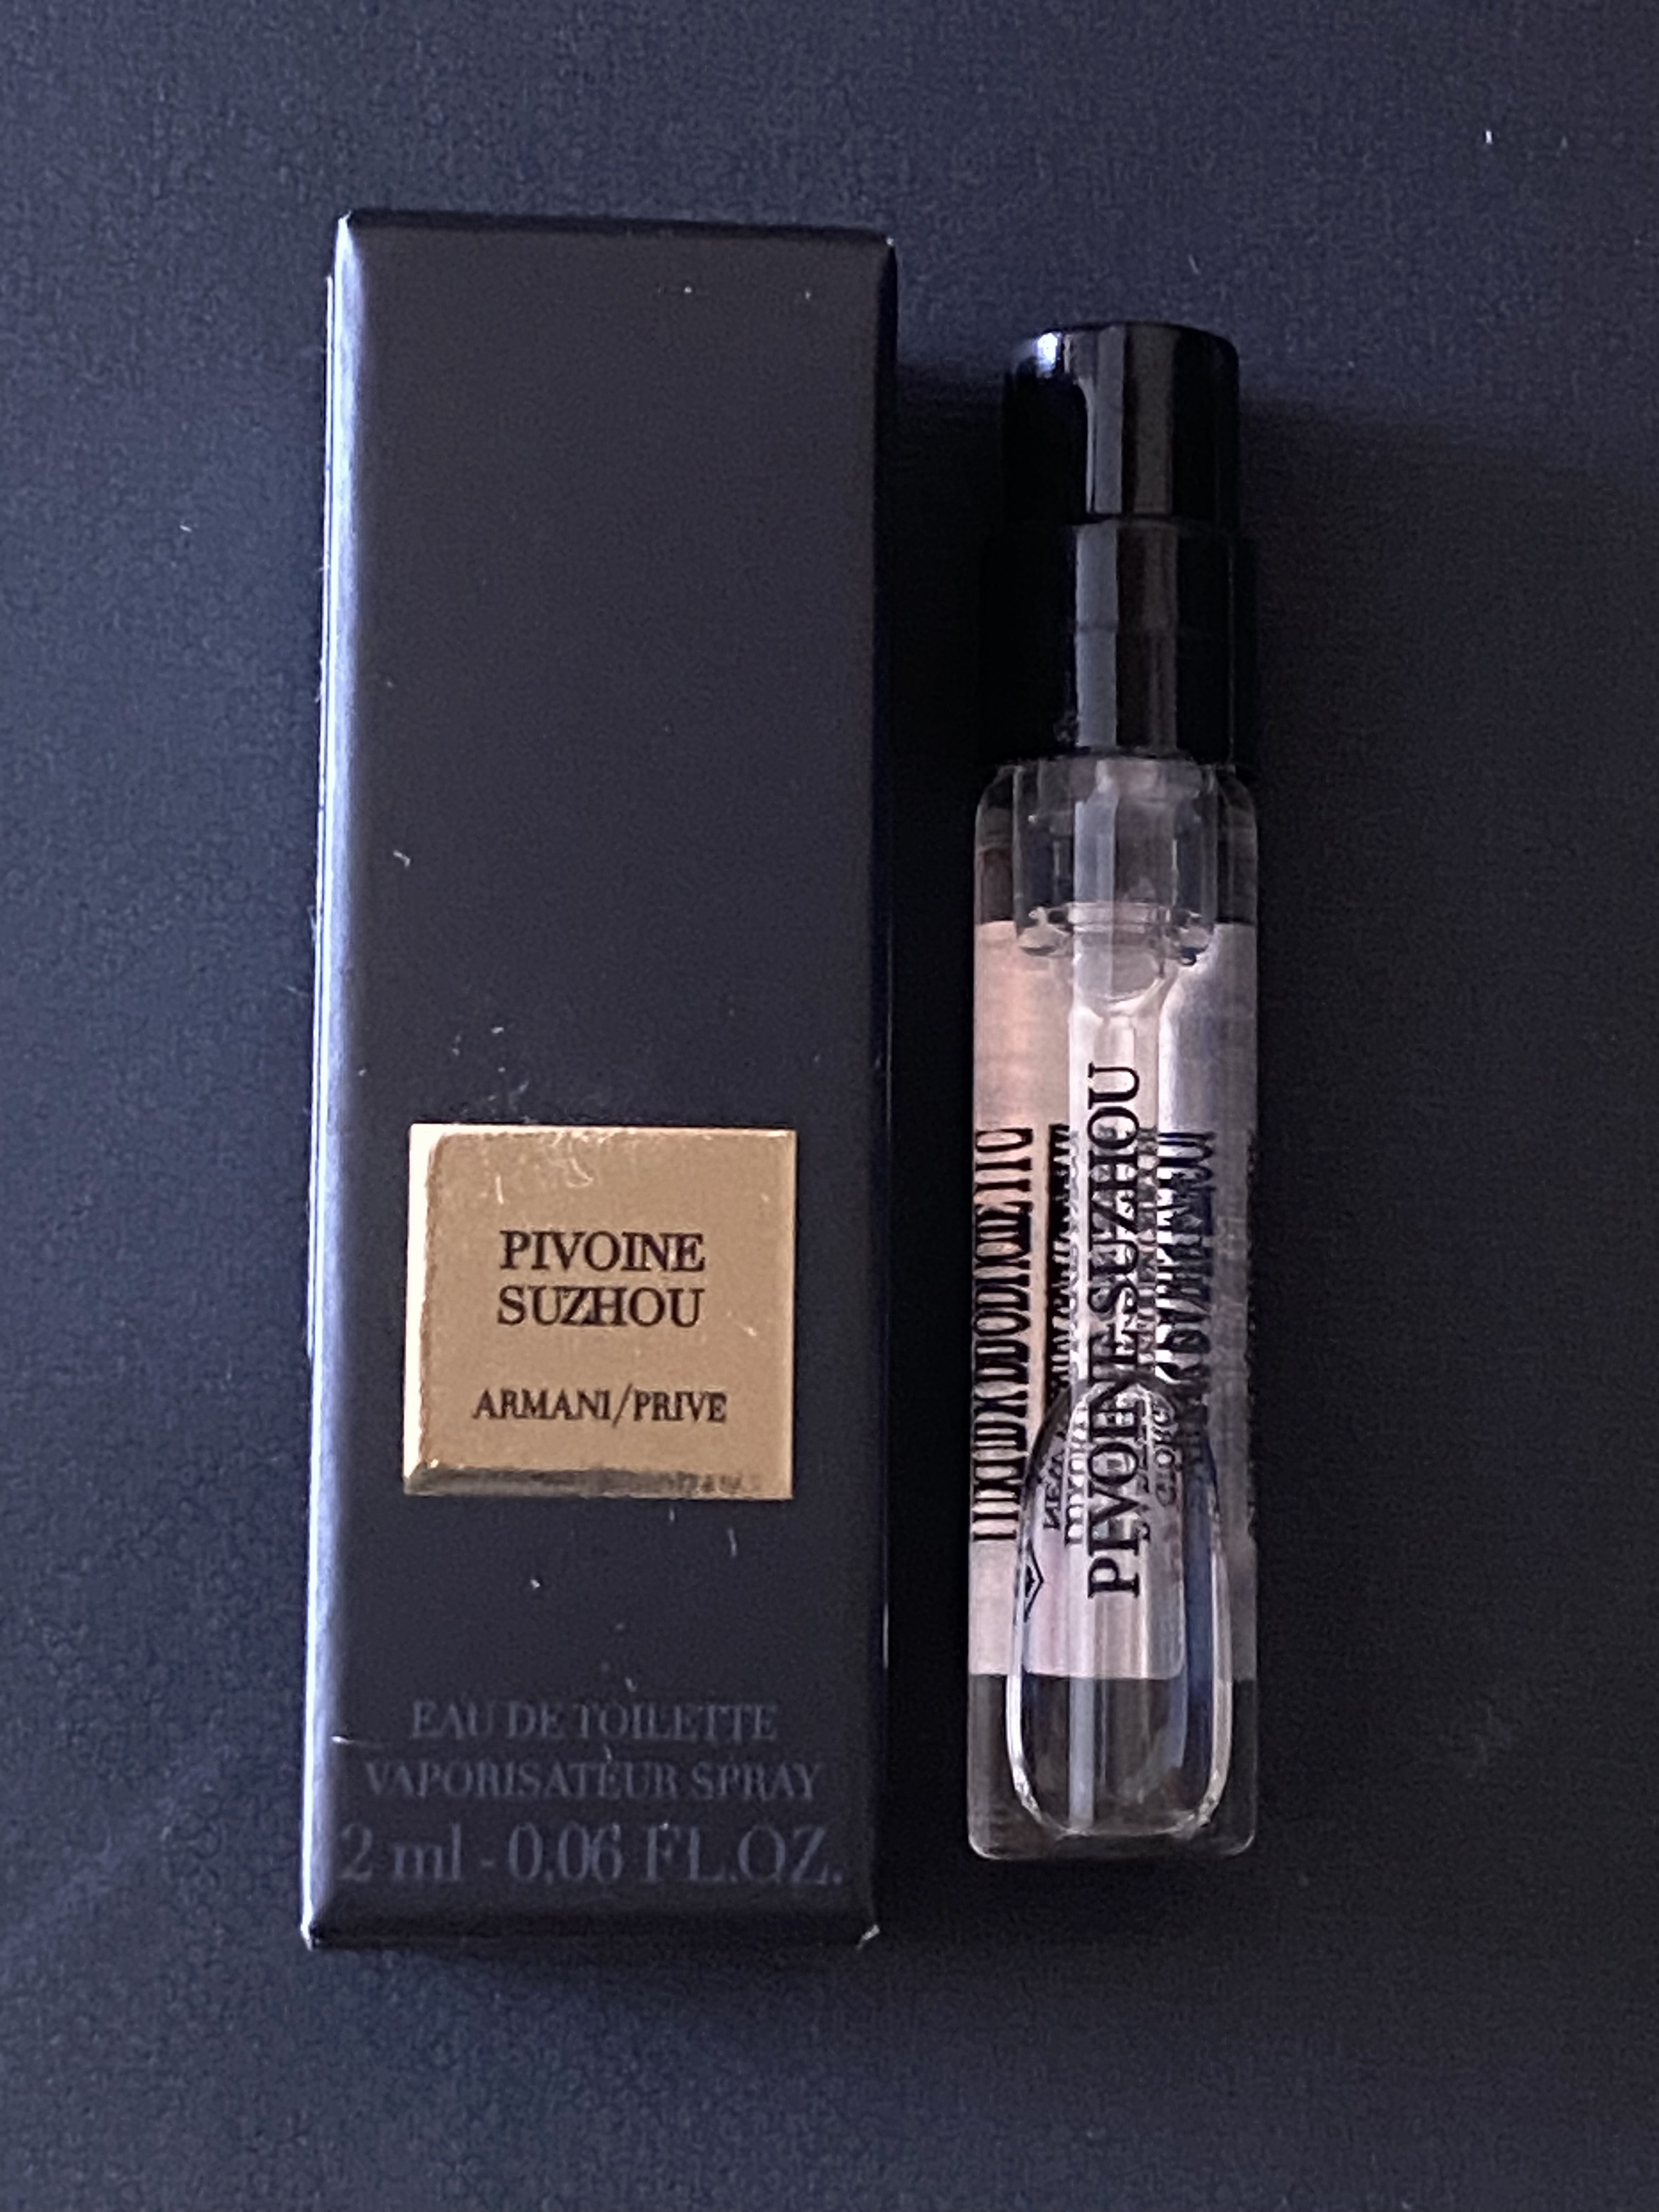 PIVOINE
SUZHOU
ARMANI/PRIVE
EAU DE TOILETTE
VAPORISATEUR SPRAY
2 ml - 0.06 FL.OZ.
PIVOINE SUZHOU